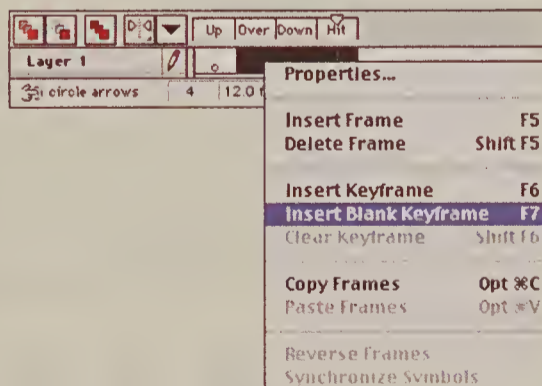 Up Over Down Hit
Layer 1
circle arrows 4 12.0 f
Properties...
Insert Frame F5
Delete Frame Shift F5
Insert Keyframe F6
Insert Blank Keyframe F7
Clear Keyframe Shift F6
Copy Frames Opt ⌘C
Paste Frames Opt ⌘V
Reverse Frames
Synchronize Symbols